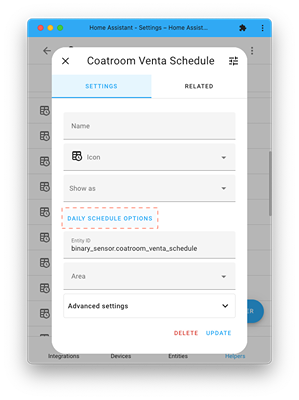 Home Assistant - Settings – Home Assist...
Coatroom Venta Schedule
SETTINGS
RELATED
Name
Icon
Show as
DAILY SCHEDULE OPTIONS
Entity ID
binary_sensor.coatroom_venta_schedule
Area
Advanced settings
DELETE
UPDATE
ER
Integrations
Devices
Entities
Helpers